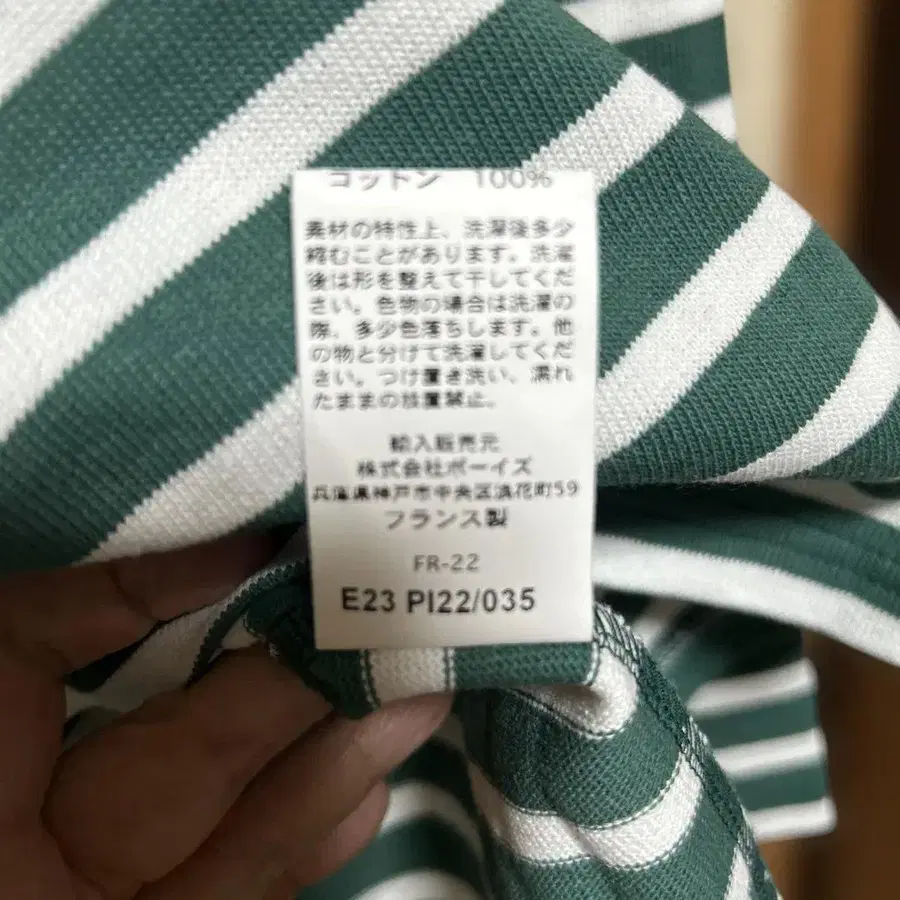 コットン 100%
素材の特性上、洗濯後多少
縮むことがあります。洗濯
後は形を整えて干してくだ
さい。色物の場合は洗濯の
際、多少色落ちします。他
の物と分けて洗濯してくだ
さい。つけ置き洗い、濡れ
たままの放置禁止。
輸入販売元
株式会社ボーイズ
兵庫県神戸市中央区浪花町59
フランス製
FR-22
E23 PI22/035